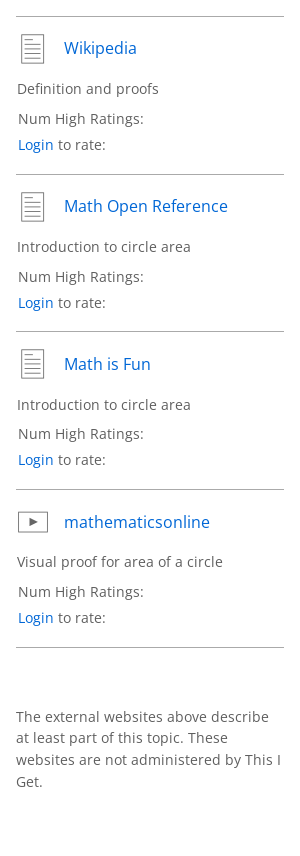 Wikipedia
Definition and proofs
Num High Ratings:
Login to rate:
Math Open Reference
Introduction to circle area
Num High Ratings:
Login to rate:
Math is Fun
Introduction to circle area
Num High Ratings:
Login to rate:
mathematicsonline
Visual proof for area of a circle
Num High Ratings:
Login to rate:
The external websites above describe
at least part of this topic. These
websites are not administered by This I
Get.